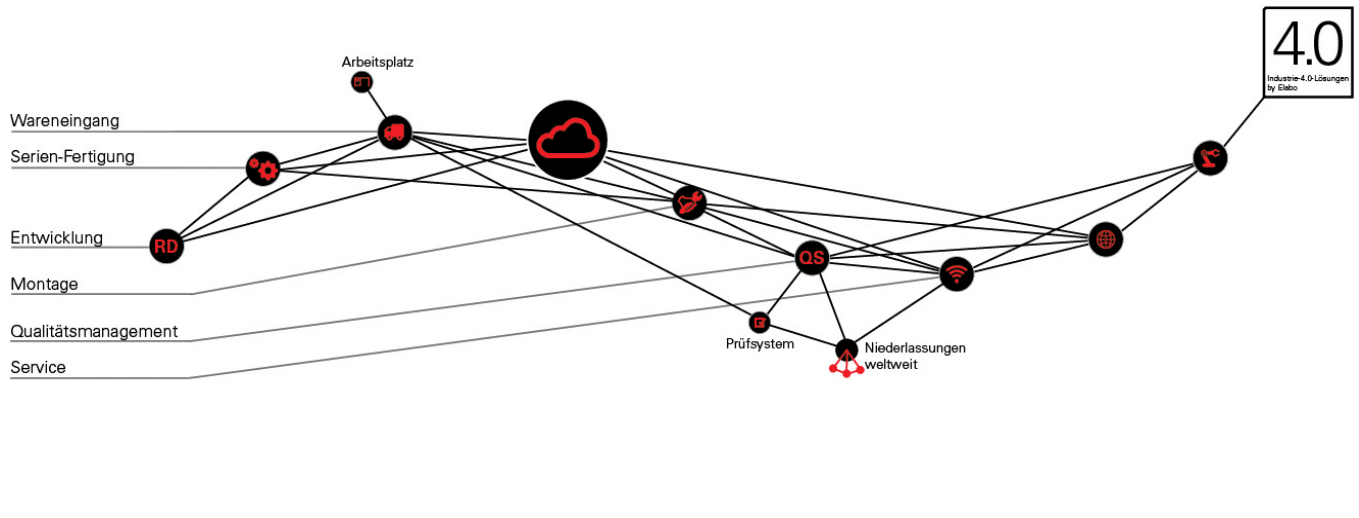 4.0
Industrie-4.0-Lösungen
by Elabo
Arbeitsplatz
Wareneingang
Serien-Fertigung
Entwicklung
RD
Montage
QS
Qualitätsmanagement
Prüfsystem
Niederlassungen
weltweit
Service